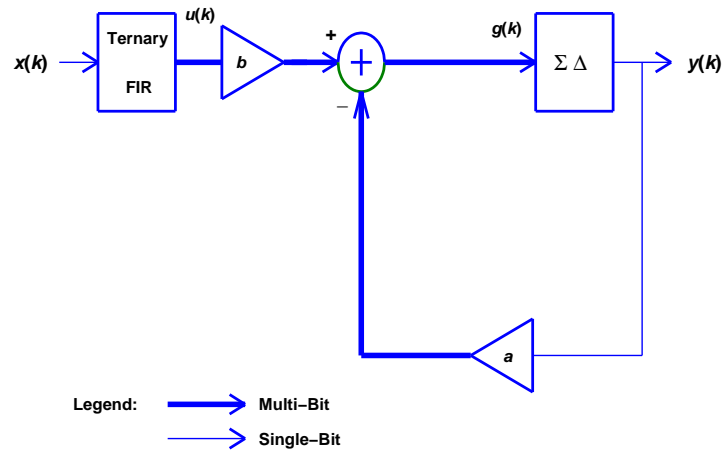 u(k)
Ternary
FIR
x(k)
b
+
+
−
g(k)
Σ Δ
y(k)
a
Legend:
Multi−Bit
Single−Bit